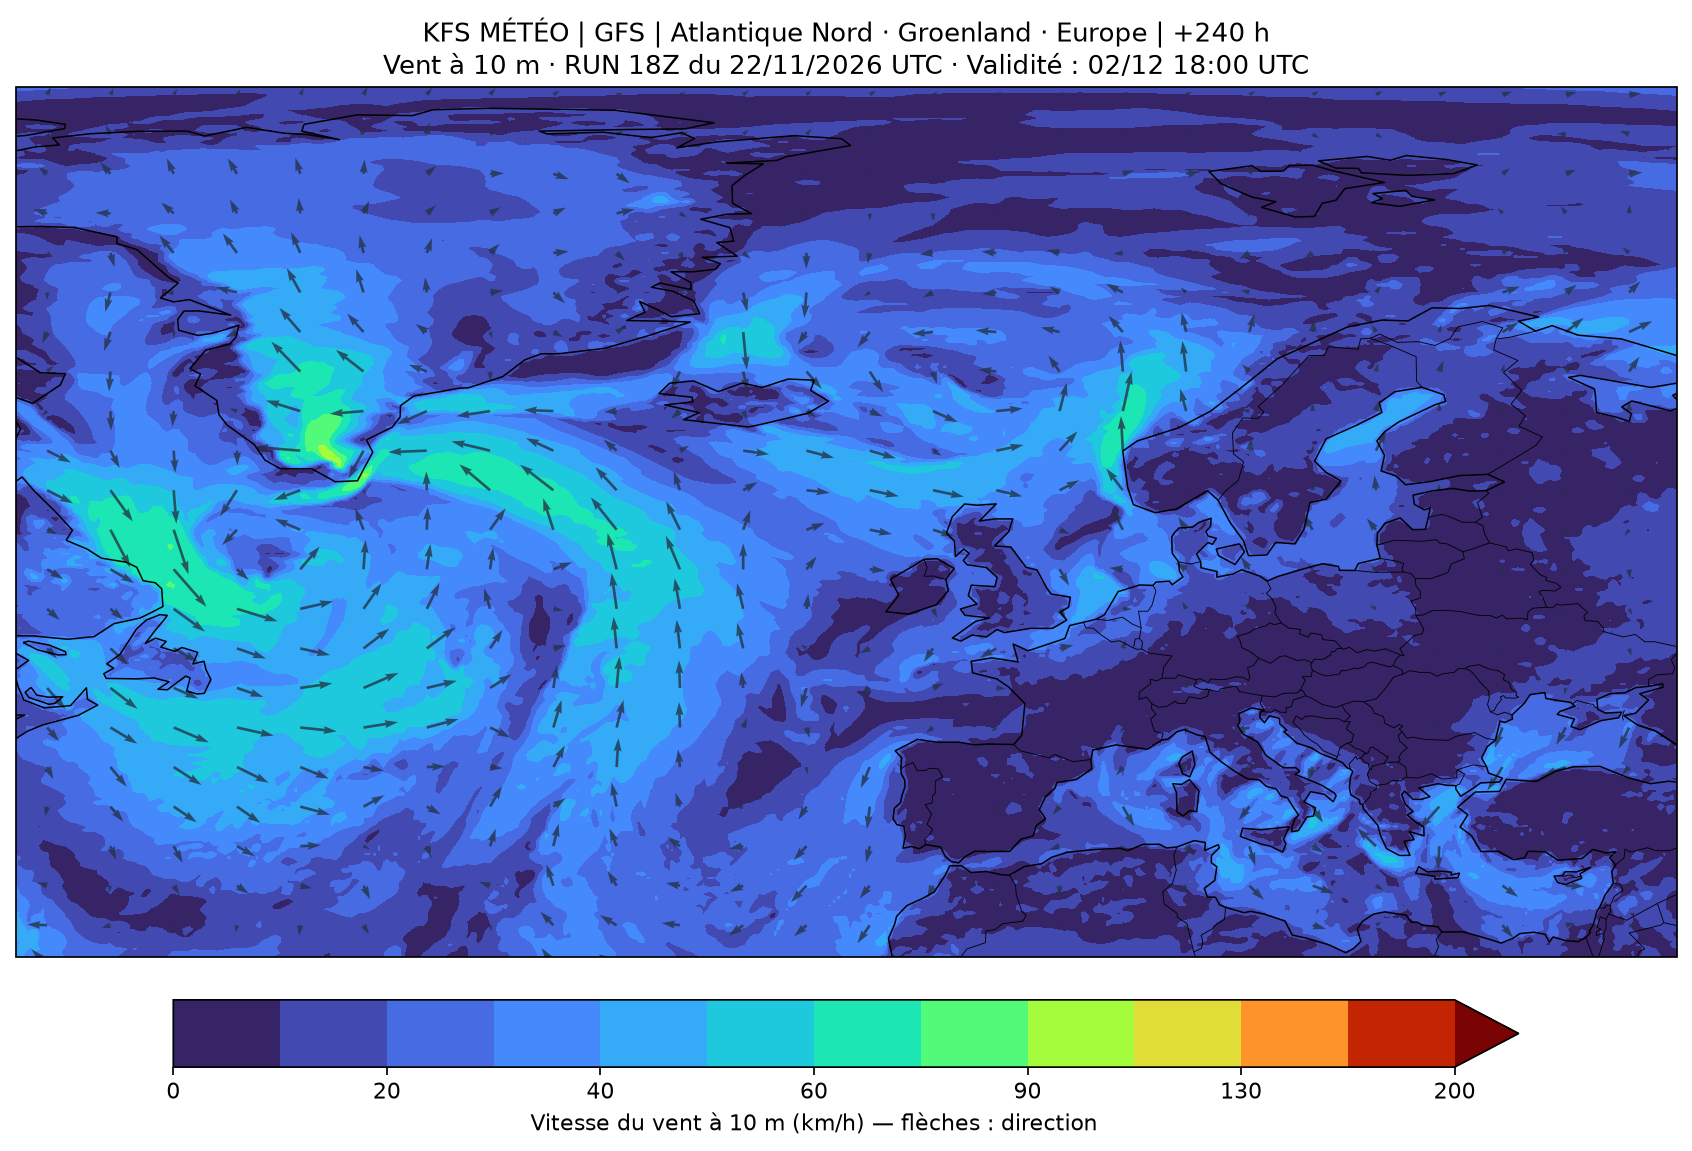 KFS MÉTÉO | GFS | Atlantique Nord · Groenland · Europe | +240 h
Vent à 10 m · RUN 18Z du 22/11/2026 UTC · Validité : 02/12 18:00 UTC
0 20 40 60 90 130 200
Vitesse du vent à 10 m (km/h) — flèches : direction